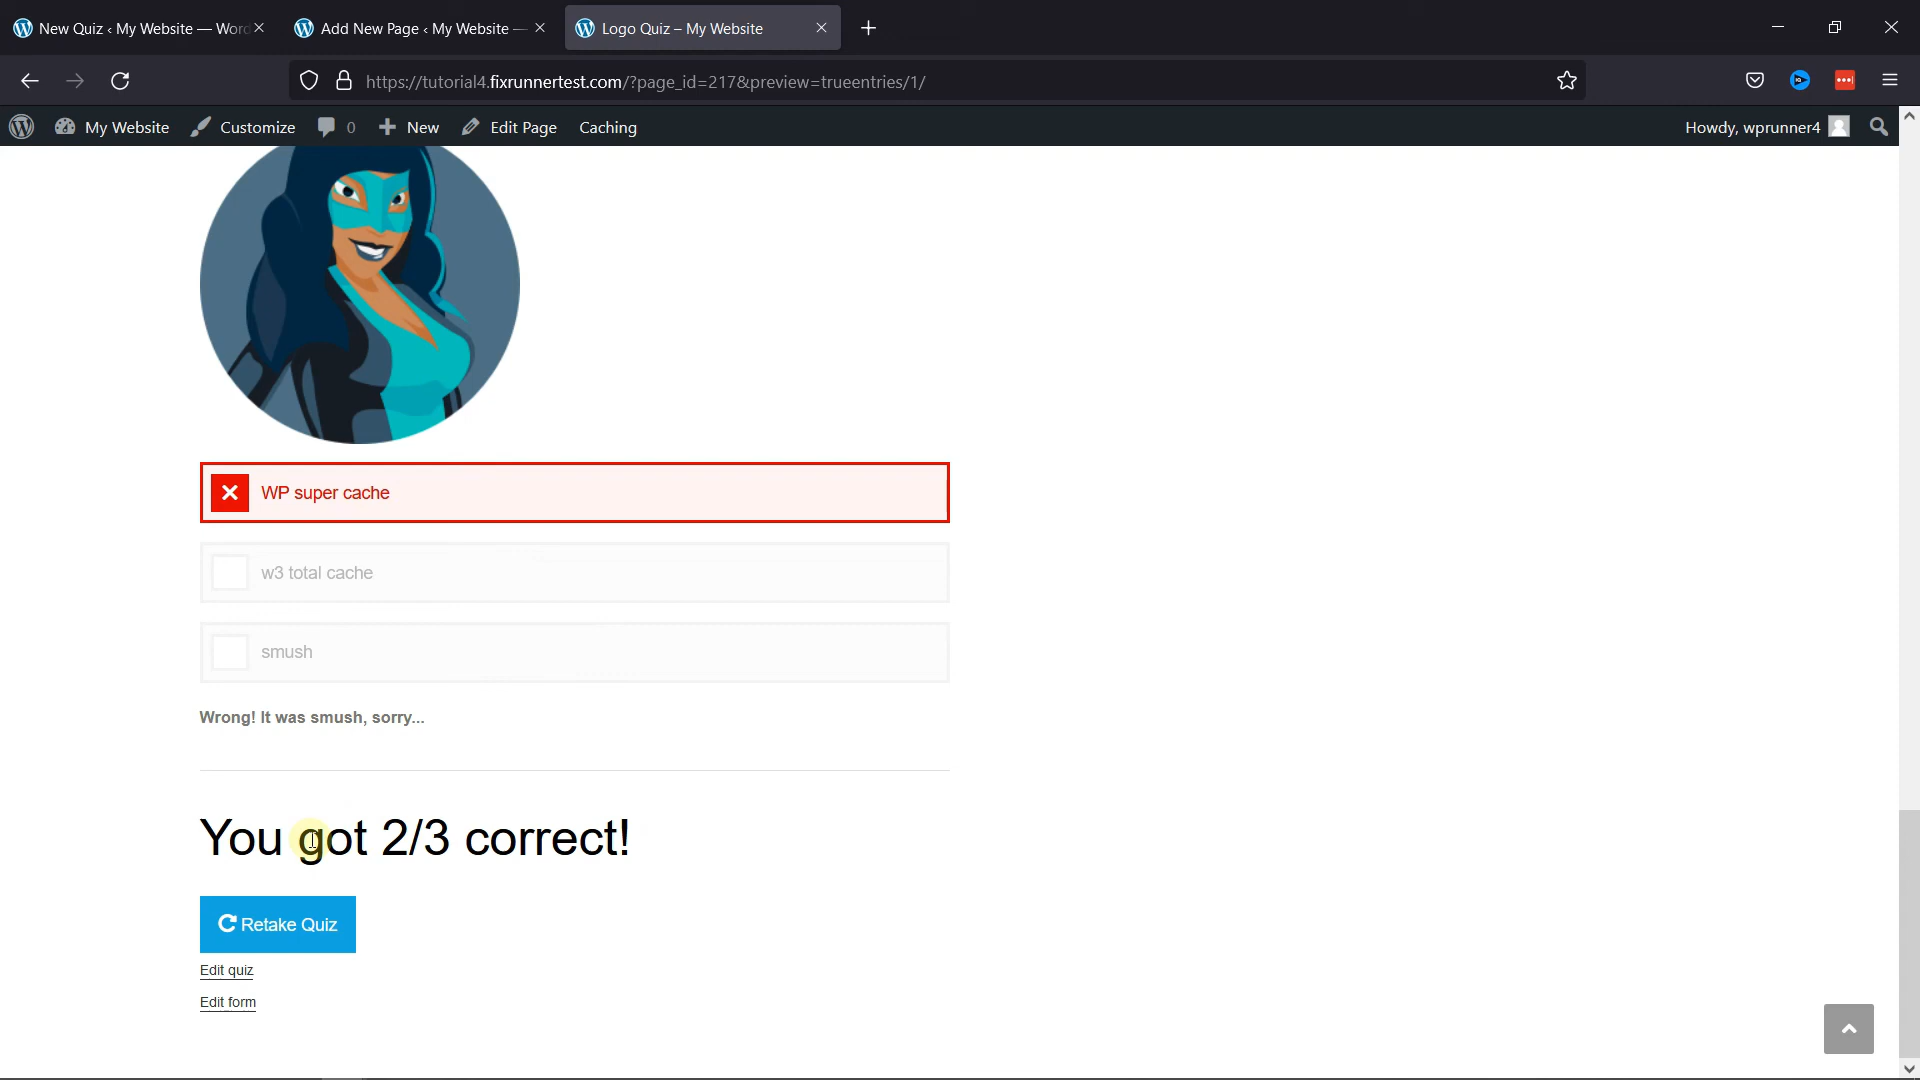 New Quiz ‹ My Website — Word
Add New Page ‹ My Website —
Logo Quiz – My Website
https://tutorial4.fixrunnertest.com/?page_id=217&preview=trueentries/1/
My Website
Customize
0
New
Edit Page
Caching
Howdy, wprunner4
WP super cache
w3 total cache
smush
Wrong! It was smush, sorry...
You got 2/3 correct!
Retake Quiz
Edit quiz
Edit form